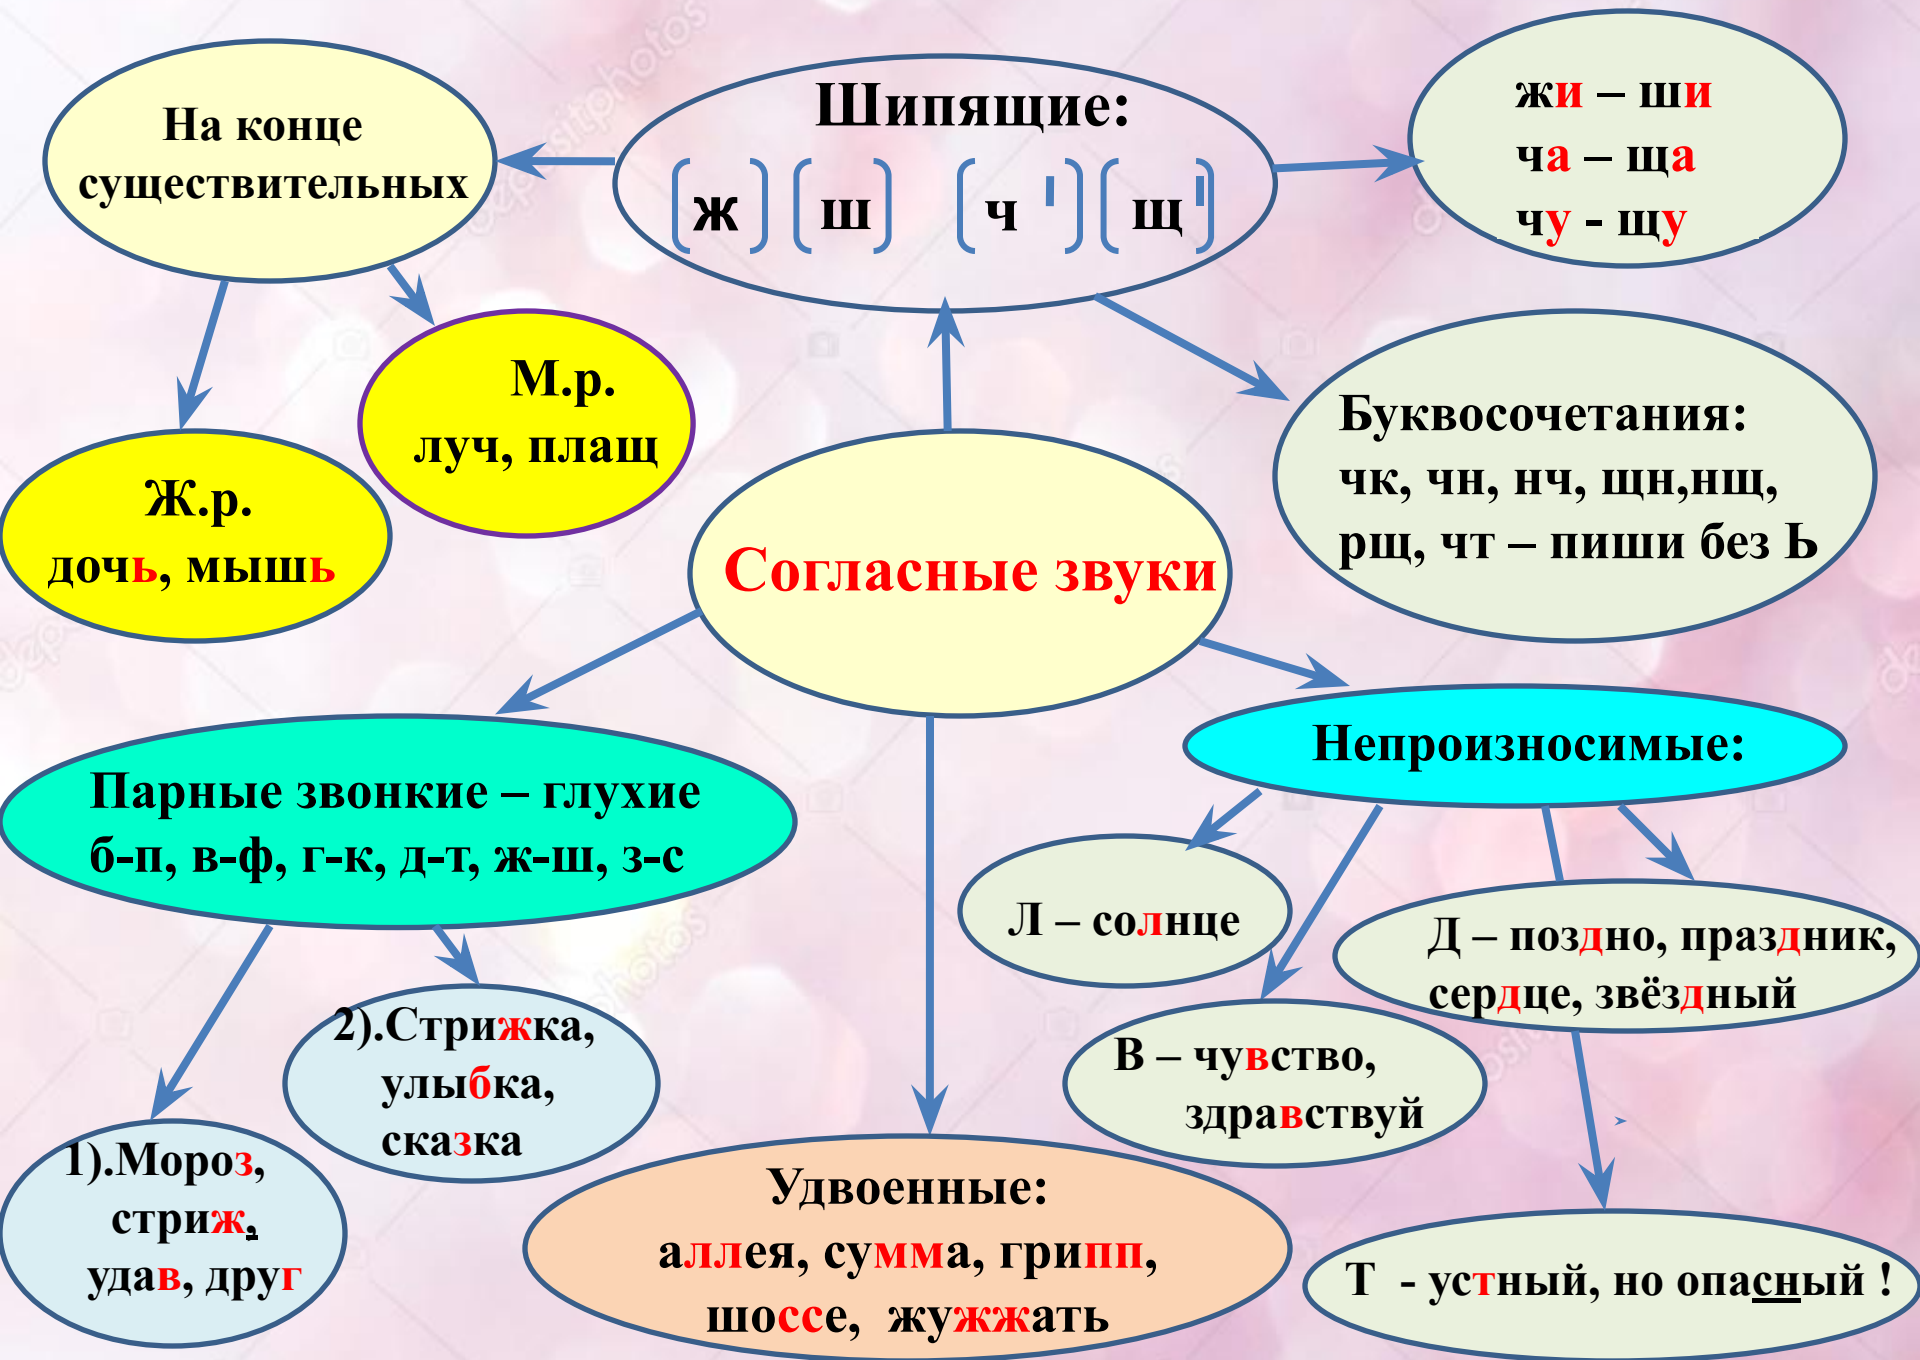 На конце
существительных
Шипящие:
[ж] [ш] [ч'] [щ']
жи – ши
ча – ща
чу - щу
М.р.
луч, плащ
Ж.р.
дочь, мышь
Буквосочетания:
чк, чн, нч, щн,нщ,
рщ, чт – пиши без Ь
Согласные звуки
Парные звонкие – глухие
б-п, в-ф, г-к, д-т, ж-ш, з-с
1).Мороз,
стриж,
удав, друг
2).Стрижка,
улыбка,
сказка
Удвоенные:
аллея, сумма, грипп,
шоссе, жужжать
Непроизносимые:
Л – солнце
В – чувство,
здравствуй
Д – поздно, праздник,
сердце, звёздный
Т - устный, но опасный !
depositphotos
depositphotos